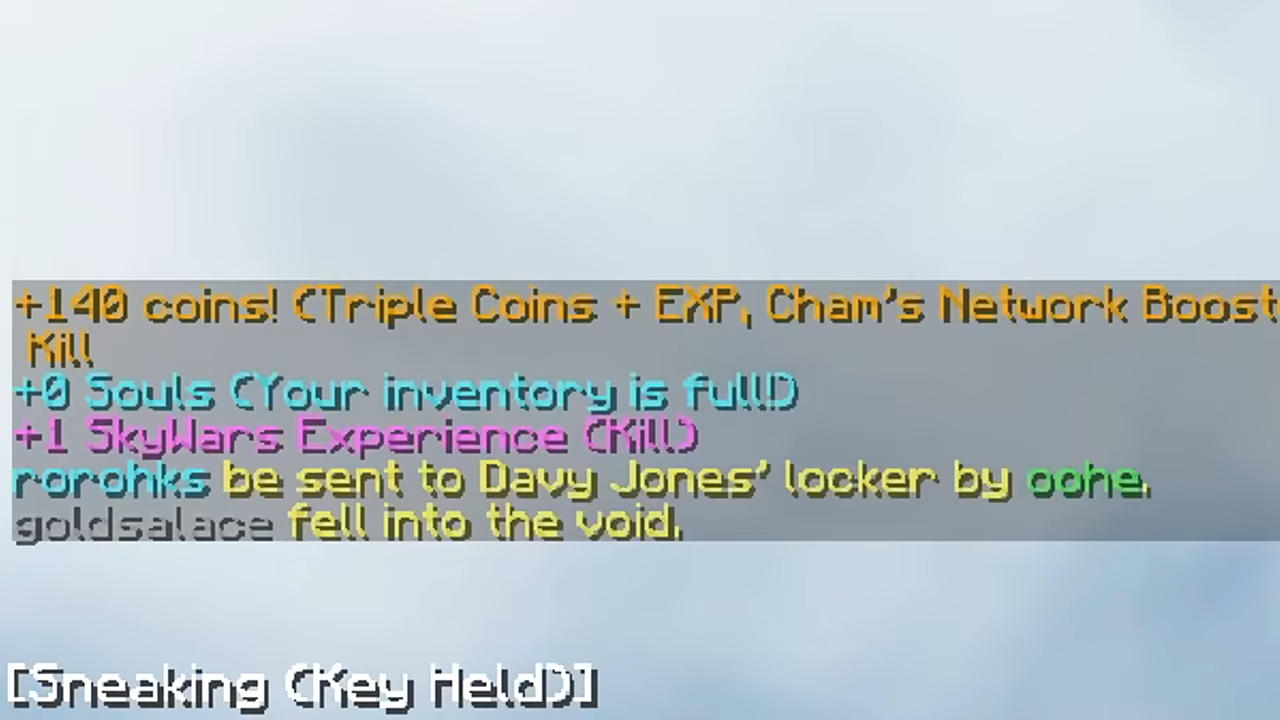 +140 coins! (Triple Coins + EXP, Cham's Network Boost
Kill
+0 Souls (Your inventory is full!)
+1 SkyWars Experience (Kill)
rorohks be sent to Davy Jones' locker by oohe.
goldsalace fell into the void.
[Sneaking (Key Held)]